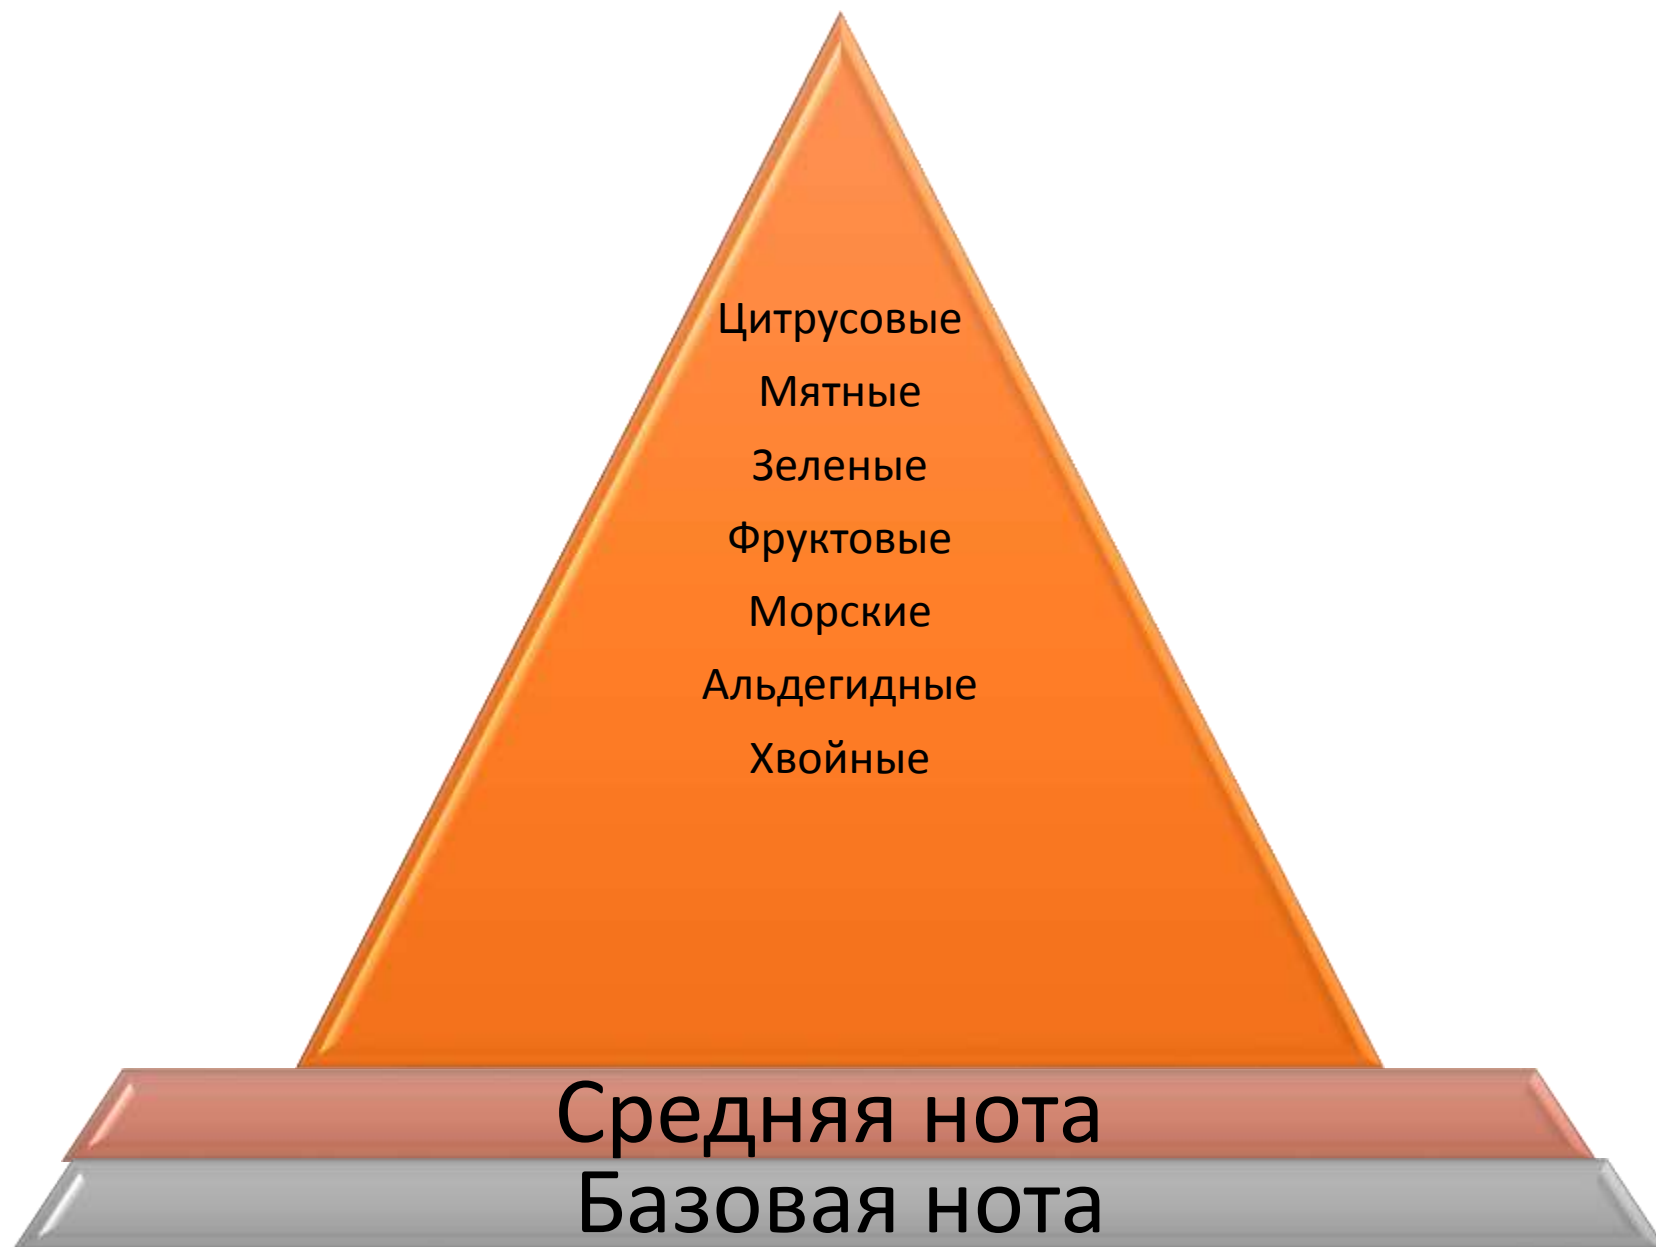 Цитрусовые
Мятные
Зеленые
Фруктовые
Морские
Альдегидные
Хвойные
Средняя нота
Базовая нота